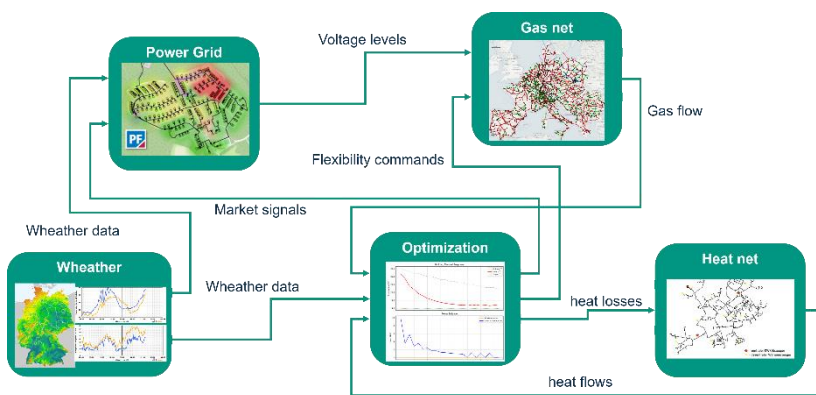 Power Grid
PF
Voltage levels
Gas net
Gas flow
Flexibility commands
Market signals
Wheather data
Wheather
Wheather data
Optimization
heat losses
Heat net
heat flows